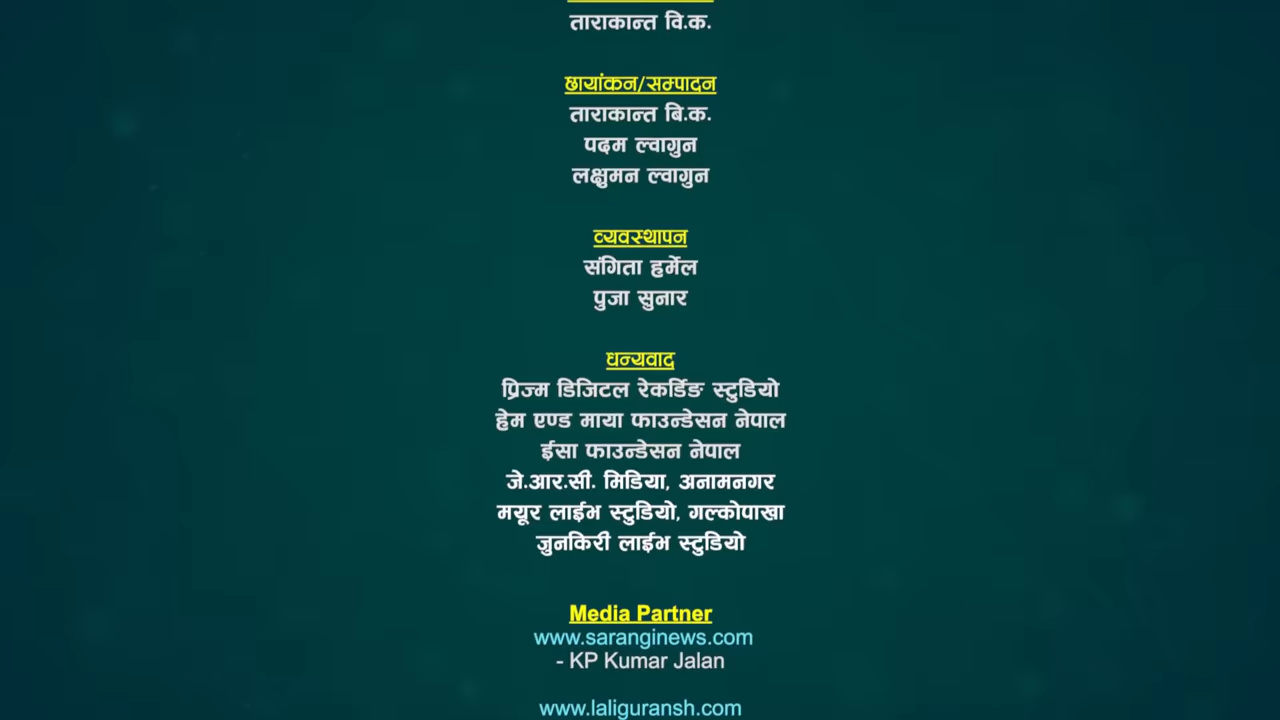 ताराकान्त वि.क.
छायांकन/सम्पादन
ताराकान्त बि.क.
पदम ल्वागुन
लक्षुमन ल्वागुन
व्यवस्थापन
संगिता हर्मेल
पुजा सुनार
धन्यवाद
प्रिज्म डिजिटल रेकर्डिङ स्टुडियो
हेम एण्ड माया फाउन्डेसन नेपाल
ईसा फाउन्डेसन नेपाल
जे.आर.सी. मिडिया, अनामनगर
मयूर लाईभ स्टुडियो, गल्कोपाखा
जुनकिरी लाईभ स्टुडियो
Media Partner
www.saranginews.com
- KP Kumar Jalan
www.laliguransh.com